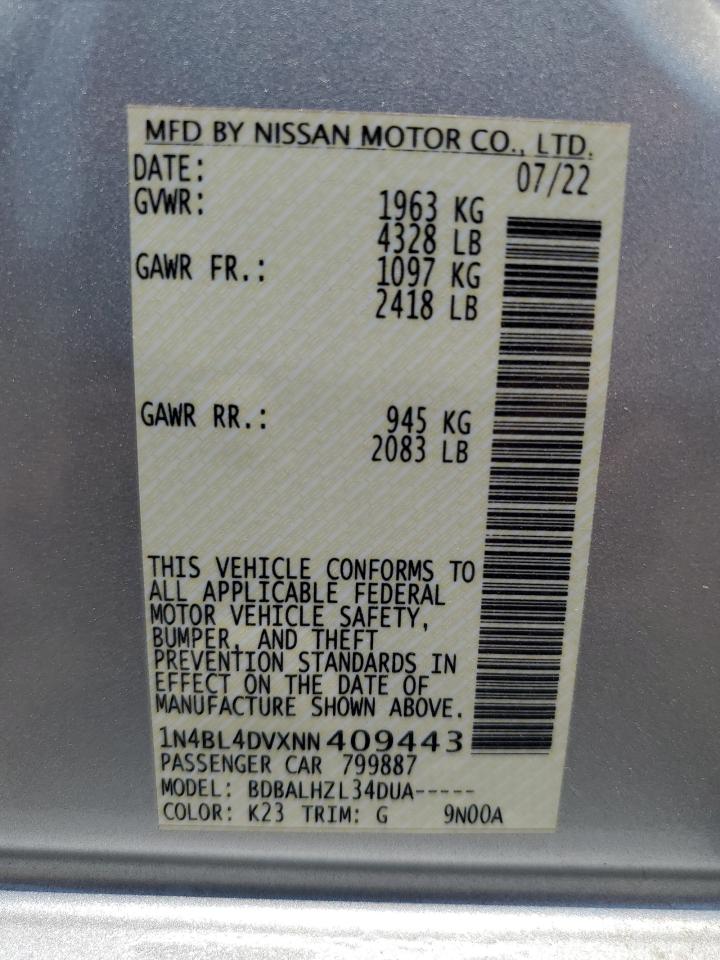 MFD BY NISSAN MOTOR CO., LTD.
DATE: 07/22
GVWR: 1963 KG
4328 LB
GAWR FR.: 1097 KG
2418 LB
GAWR RR.: 945 KG
2083 LB
THIS VEHICLE CONFORMS TO
ALL APPLICABLE FEDERAL
MOTOR VEHICLE SAFETY,
BUMPER, AND THEFT
PREVENTION STANDARDS IN
EFFECT ON THE DATE OF
MANUFACTURE SHOWN ABOVE.
1N4BL4DVXNN409443
PASSENGER CAR 799887
MODEL: BDBALHZL34DUA-----
COLOR: K23 TRIM: G 9N00A